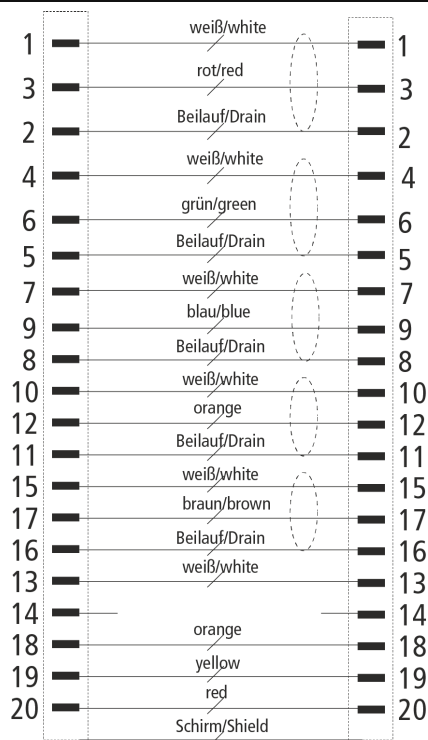 weiß/white
1 1
rot/red
3 3
Beilauf/Drain
2 2
weiß/white
4 4
grün/green
6 6
Beilauf/Drain
5 5
weiß/white
7 7
blau/blue
9 9
Beilauf/Drain
8 8
weiß/white
10 10
orange
12 12
Beilauf/Drain
11 11
weiß/white
15 15
braun/brown
17 17
Beilauf/Drain
16 16
weiß/white
13 13
14 14
orange
18 18
yellow
19 19
red
20 20
Schirm/Shield